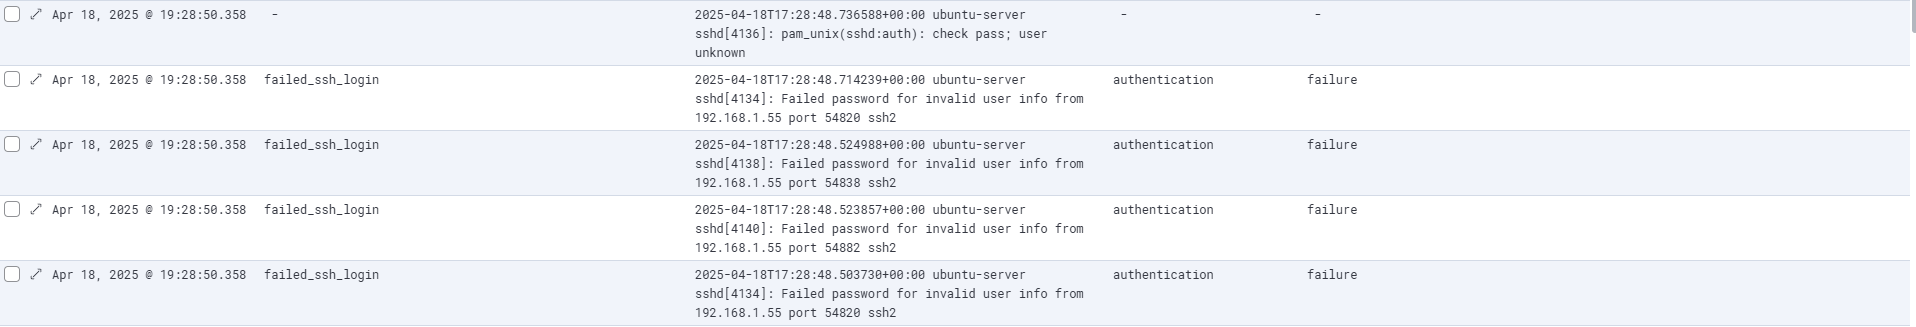 Apr 18, 2025 @ 19:28:50.358 - 2025-04-18T17:28:48.736588+00:00 ubuntu-server - -
sshd[4136]: pam_unix(sshd:auth): check pass; user
unknown
Apr 18, 2025 @ 19:28:50.358 failed_ssh_login 2025-04-18T17:28:48.714239+00:00 ubuntu-server authentication failure
sshd[4134]: Failed password for invalid user info from
192.168.1.55 port 54820 ssh2
Apr 18, 2025 @ 19:28:50.358 failed_ssh_login 2025-04-18T17:28:48.524988+00:00 ubuntu-server authentication failure
sshd[4138]: Failed password for invalid user info from
192.168.1.55 port 54838 ssh2
Apr 18, 2025 @ 19:28:50.358 failed_ssh_login 2025-04-18T17:28:48.523857+00:00 ubuntu-server authentication failure
sshd[4140]: Failed password for invalid user info from
192.168.1.55 port 54882 ssh2
Apr 18, 2025 @ 19:28:50.358 failed_ssh_login 2025-04-18T17:28:48.503730+00:00 ubuntu-server authentication failure
sshd[4134]: Failed password for invalid user info from
192.168.1.55 port 54820 ssh2